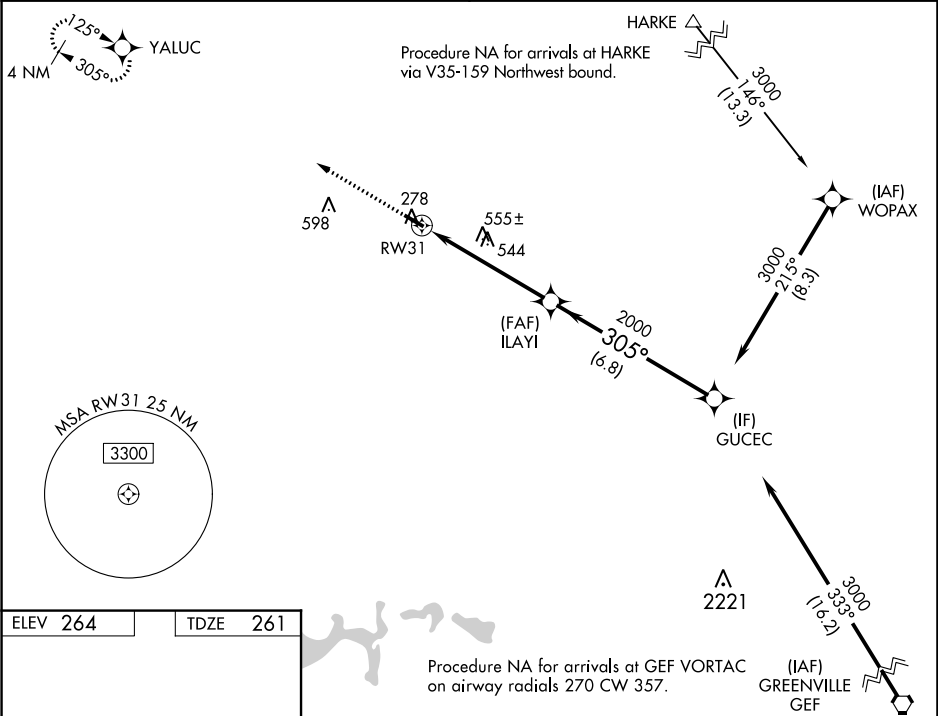 125°
YALUC
4 NM
305°
HARKE
Procedure NA for arrivals at HARKE
via V35-159 Northwest bound.
3000
146°
(13.3)
(IAF)
WOPAX
3000
215°
(8.3)
598
278
RW31
555±
544
(FAF)
ILAYI
2000
305°
(6.8)
(IF)
GUCEC
MSA RW31 25 NM
3300
2221
3000
333°
(16.2)
ELEV 264
TDZE 261
Procedure NA for arrivals at GEF VORTAC
on airway radials 270 CW 357.
(IAF)
GREENVILLE
GEF